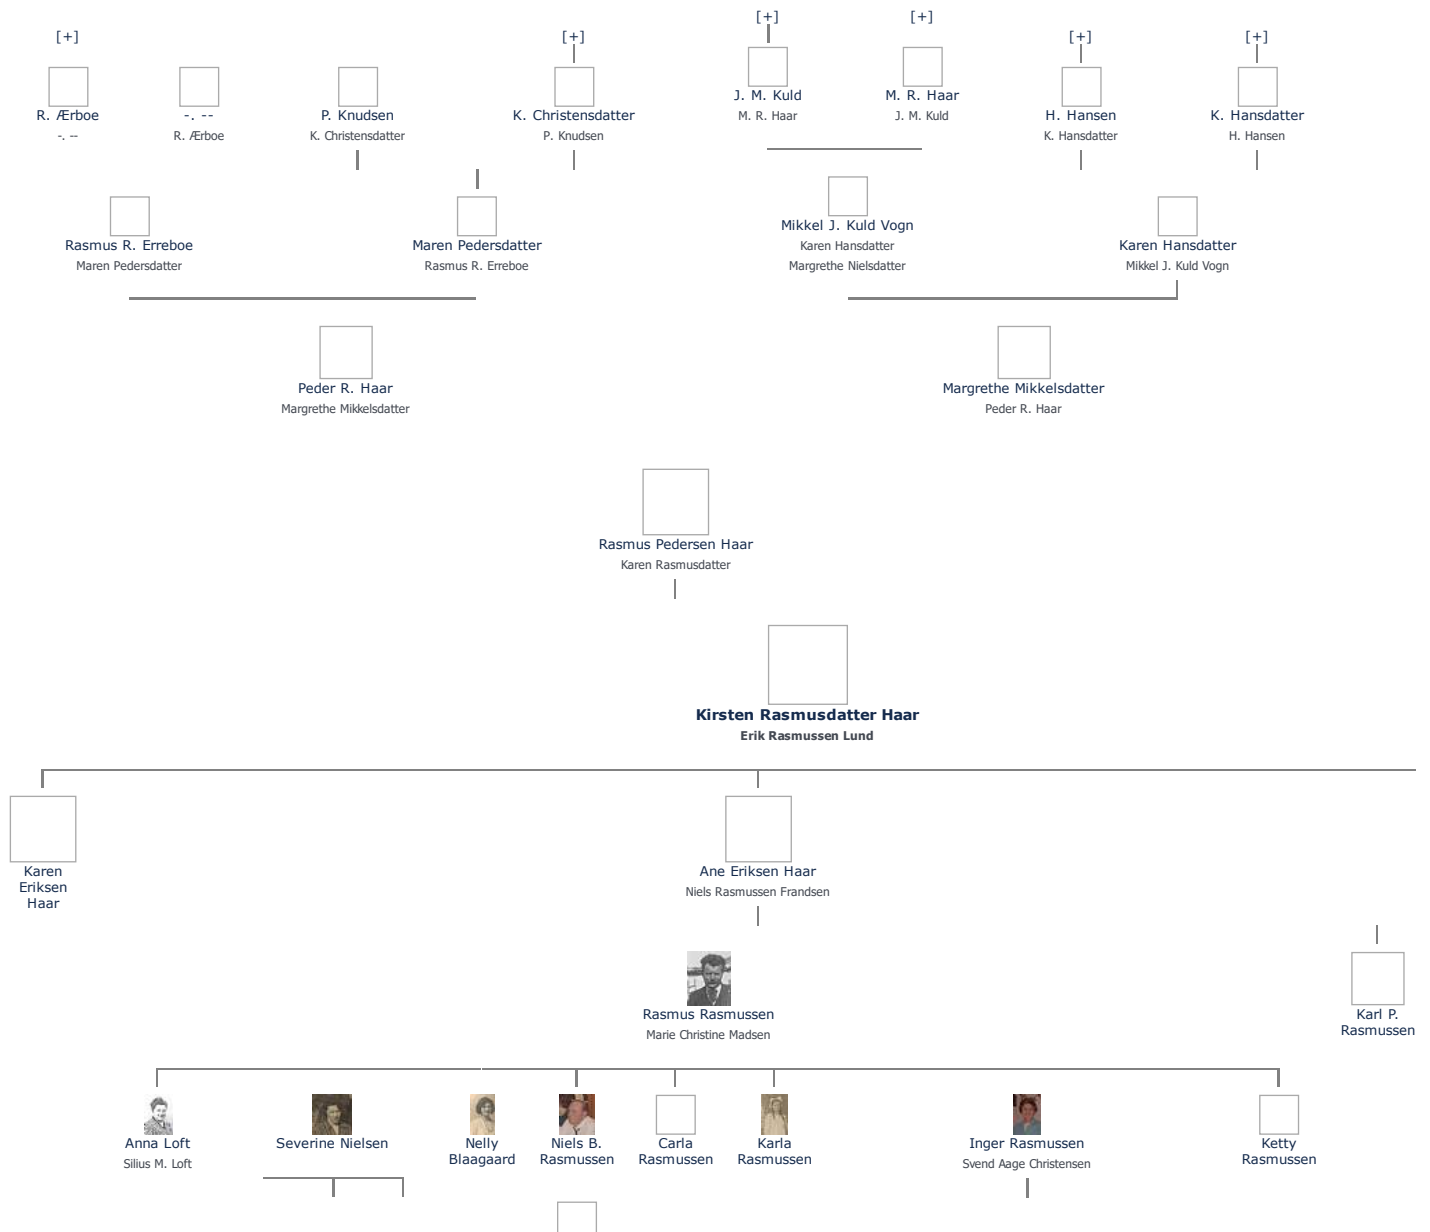 [+] [+]
[+] [+] [+] [+]
J. M. Kuld M. R. Haar
M. R. Haar J. M. Kuld
R. Ærboe -. -- P. Knudsen K. Christensdatter H. Hansen K. Hansdatter
-. -- R. Ærboe K. Christensdatter P. Knudsen K. Hansdatter H. Hansen
Mikkel J. Kuld Vogn
Rasmus R. Erreboe Maren Pedersdatter Karen Hansdatter Karen Hansdatter
Maren Pedersdatter Rasmus R. Erreboe Margrethe Nielsdatter Mikkel J. Kuld Vogn
Peder R. Haar Margrethe Mikkelsdatter
Margrethe Mikkelsdatter Peder R. Haar
Rasmus Pedersen Haar
Karen Rasmusdatter
Kirsten Rasmusdatter Haar
Erik Rasmussen Lund
Karen Ane Eriksen Haar
Eriksen Niels Rasmussen Frandsen
Haar
Rasmus Rasmussen Karl P.
Marie Christine Madsen Rasmussen
Anna Loft Severine Nielsen Nelly Niels B. Carla Karla Inger Rasmussen Ketty
Silius M. Loft Blaagaard Rasmussen Rasmussen Rasmussen Svend Aage Christensen Rasmussen